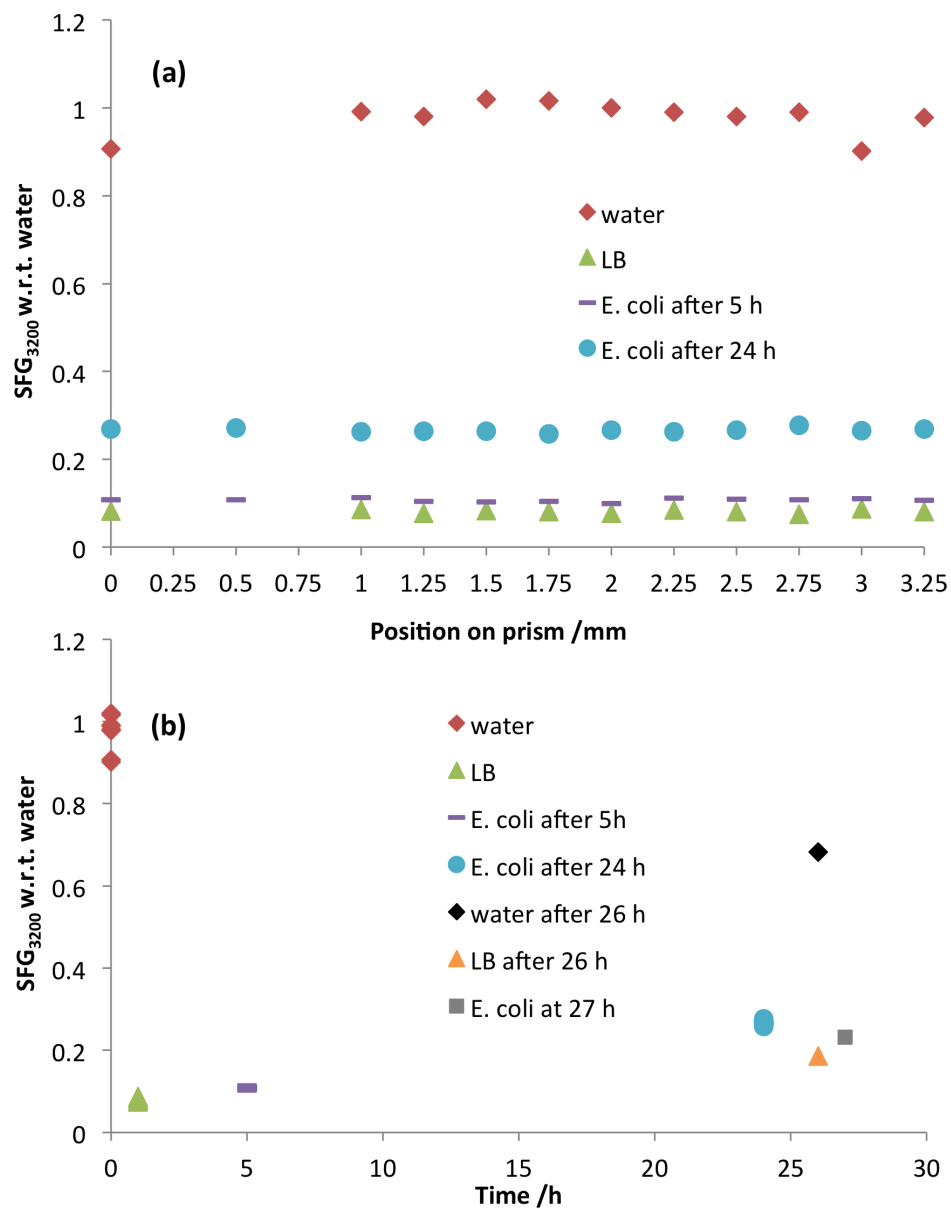 1.2
(a)
1
0.8
0.6
0.4
0.2
0
SFG3200 w.r.t. water
water
LB
E. coli after 5 h
E. coli after 24 h
0 0.25 0.5 0.75 1 1.25 1.5 1.75 2 2.25 2.5 2.75 3 3.25
Position on prism /mm
1.2
(b)
1
0.8
0.6
0.4
0.2
0
SFG3200 w.r.t. water
water
LB
E. coli after 5h
E. coli after 24 h
water after 26 h
LB after 26 h
E. coli at 27 h
0 5 10 15 20 25 30
Time /h